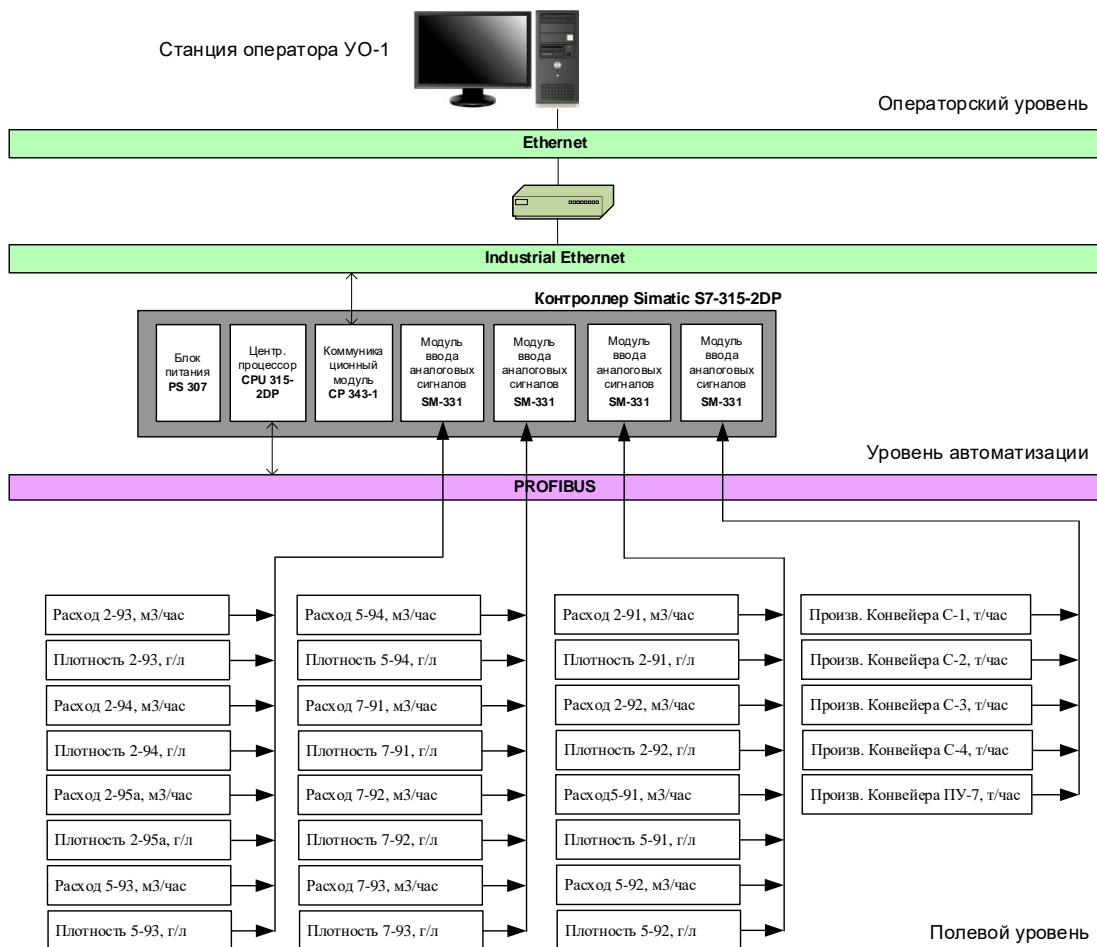 Станция оператора УО-1
Операторский уровень
Ethernet
Industrial Ethernet
Контроллер Simatic S7-315-2DP
Блок
питания
PS 307
Центр.
процессор
CPU 315-
2DP
Коммуника
ционный
модуль
CP 343-1
Модуль
ввода
аналоговых
сигналов
SM-331
Модуль
ввода
аналоговых
сигналов
SM-331
Модуль
ввода
аналоговых
сигналов
SM-331
Модуль
ввода
аналоговых
сигналов
SM-331
Уровень автоматизации
PROFIBUS
Расход 2-93, м3/час
Плотность 2-93, г/л
Расход 2-94, м3/час
Плотность 2-94, г/л
Расход 2-95а, м3/час
Плотность 2-95а, г/л
Расход 5-93, м3/час
Плотность 5-93, г/л
Расход 5-94, м3/час
Плотность 5-94, г/л
Расход 7-91, м3/час
Плотность 7-91, г/л
Расход 7-92, м3/час
Плотность 7-92, г/л
Расход 7-93, м3/час
Плотность 7-93, г/л
Расход 2-91, м3/час
Плотность 2-91, г/л
Расход 2-92, м3/час
Плотность 2-92, г/л
Расход5-91, м3/час
Плотность 5-91, г/л
Расход 5-92, м3/час
Плотность 5-92, г/л
Произв. Конвейера С-1, т/час
Произв. Конвейера С-2, т/час
Произв. Конвейера С-3, т/час
Произв. Конвейера С-4, т/час
Произв. Конвейера ПУ-7, т/час
Полевой уровень